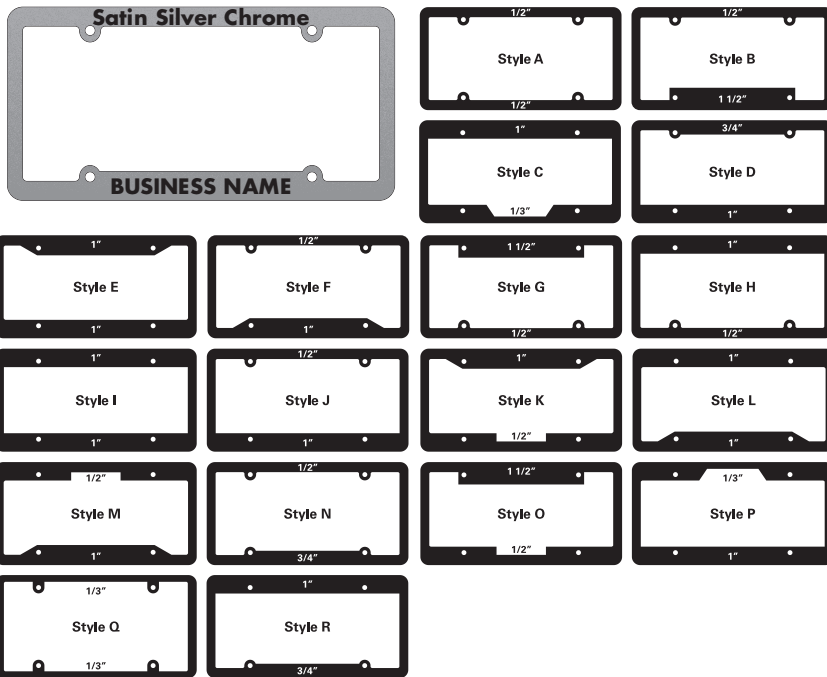 Satin Silver Chrome
BUSINESS NAME
1/2"
Style A
1/2"
1/2"
Style B
1 1/2"
1"
Style C
1/3"
3/4"
Style D
1"
1"
Style E
1"
1/2"
Style F
1"
1 1/2"
Style G
1/2"
1"
Style H
1/2"
1"
Style I
1"
1/2"
Style J
1"
1"
Style K
1/2"
1"
Style L
1"
1/2"
Style M
1"
1/2"
Style N
3/4"
1 1/2"
Style O
1/2"
1/3"
Style P
1"
1/3"
Style Q
1/3"
1"
Style R
3/4"